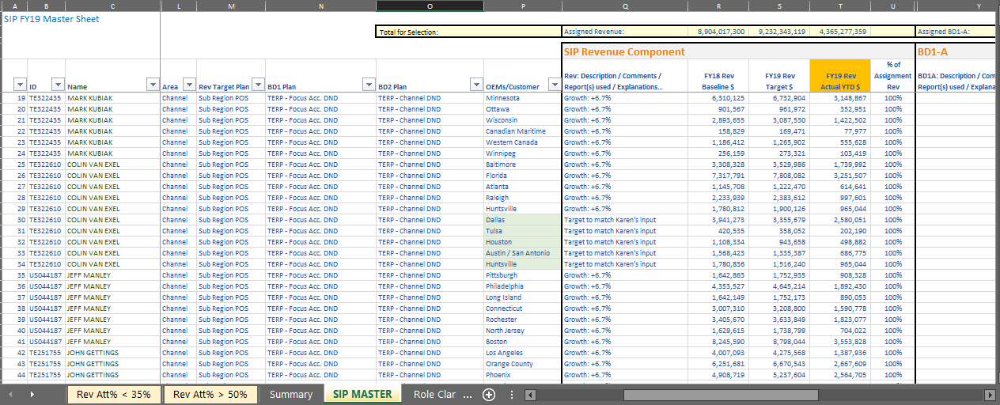 A B C L M N O P Q R S T U Y
SIP FY19 Master Sheet
Total for Selection: Assigned Revenue: 8,904,017,300 9,232,343,119 4,365,277,359 Assigned BD1-A:
SIP Revenue Component BD1-A
% of
Rev: Description / Comments / FY18 Rev FY19 Rev FY19 Rev Assignment BD1A: Description / Com
ID Name Area Rev Target Plan BD1 Plan BD2 Plan OEMs/Customer Report(s) used / Explanations... Baseline $ Target $ Actual YTD $ Rev Report(s) used / Explana
19 TE322435 MARK KUBIAK Channel Sub Region POS TERP - Focus Acc. DND TERP - Channel DND Minnesota Growth: +6.7% 6,310,125 6,732,904 3,148,867 100%
20 TE322435 MARK KUBIAK Channel Sub Region POS TERP - Focus Acc. DND TERP - Channel DND Ottawa Growth: +6.7% 901,567 961,972 352,951 100%
21 TE322435 MARK KUBIAK Channel Sub Region POS TERP - Focus Acc. DND TERP - Channel DND Wisconsin Growth: +6.7% 2,893,655 3,087,530 1,422,502 100%
22 TE322435 MARK KUBIAK Channel Sub Region POS TERP - Focus Acc. DND TERP - Channel DND Canadian Maritime Growth: +6.7% 158,829 169,471 77,977 100%
23 TE322435 MARK KUBIAK Channel Sub Region POS TERP - Focus Acc. DND TERP - Channel DND Western Canada Growth: +6.7% 1,186,412 1,265,902 555,628 100%
24 TE322435 MARK KUBIAK Channel Sub Region POS TERP - Focus Acc. DND TERP - Channel DND Winnipeg Growth: +6.7% 256,159 273,321 103,419 100%
25 TE322610 COLIN VAN EXEL Channel Sub Region POS TERP - Focus Acc. DND TERP - Channel DND Baltimore Growth: +6.7% 3,308,328 3,529,986 1,739,992 100%
26 TE322610 COLIN VAN EXEL Channel Sub Region POS TERP - Focus Acc. DND TERP - Channel DND Florida Growth: +6.7% 7,317,791 7,808,082 3,251,507 100%
27 TE322610 COLIN VAN EXEL Channel Sub Region POS TERP - Focus Acc. DND TERP - Channel DND Atlanta Growth: +6.7% 1,145,708 1,222,470 614,641 100%
28 TE322610 COLIN VAN EXEL Channel Sub Region POS TERP - Focus Acc. DND TERP - Channel DND Raleigh Growth: +6.7% 2,233,939 2,383,612 997,601 100%
29 TE322610 COLIN VAN EXEL Channel Sub Region POS TERP - Focus Acc. DND TERP - Channel DND Huntsville Growth: +6.7% 1,780,812 1,900,126 965,044 100%
30 TE322610 COLIN VAN EXEL Channel Sub Region POS TERP - Focus Acc. DND TERP - Channel DND Dallas Target to match Karen's input 3,941,273 3,355,679 2,580,051 100%
31 TE322610 COLIN VAN EXEL Channel Sub Region POS TERP - Focus Acc. DND TERP - Channel DND Tulsa Target to match Karen's input 420,535 358,052 202,190 100%
32 TE322610 COLIN VAN EXEL Channel Sub Region POS TERP - Focus Acc. DND TERP - Channel DND Houston Target to match Karen's input 1,108,334 943,658 498,882 100%
33 TE322610 COLIN VAN EXEL Channel Sub Region POS TERP - Focus Acc. DND TERP - Channel DND Austin / San Antonio Target to match Karen's input 1,568,423 1,335,387 686,775 100%
34 TE322610 COLIN VAN EXEL Channel Sub Region POS TERP - Focus Acc. DND TERP - Channel DND Huntsville Target to match Karen's input 1,780,836 1,516,240 965,044 100%
35 US044187 JEFF MANLEY Channel Sub Region POS TERP - Focus Acc. DND TERP - Channel DND Pittsburgh Growth: +6.7% 1,642,863 1,752,935 908,328 100%
36 US044187 JEFF MANLEY Channel Sub Region POS TERP - Focus Acc. DND TERP - Channel DND Philadelphia Growth: +6.7% 4,353,527 4,645,214 1,892,430 100%
37 US044187 JEFF MANLEY Channel Sub Region POS TERP - Focus Acc. DND TERP - Channel DND Long Island Growth: +6.7% 1,642,149 1,752,173 890,053 100%
38 US044187 JEFF MANLEY Channel Sub Region POS TERP - Focus Acc. DND TERP - Channel DND Connecticut Growth: +6.7% 3,007,310 3,208,800 1,590,778 100%
39 US044187 JEFF MANLEY Channel Sub Region POS TERP - Focus Acc. DND TERP - Channel DND Rochester Growth: +6.7% 3,405,670 3,633,849 1,823,077 100%
40 US044187 JEFF MANLEY Channel Sub Region POS TERP - Focus Acc. DND TERP - Channel DND North Jersey Growth: +6.7% 1,629,615 1,738,799 704,022 100%
41 US044187 JEFF MANLEY Channel Sub Region POS TERP - Focus Acc. DND TERP - Channel DND Boston Growth: +6.7% 8,245,590 8,798,044 3,553,828 100%
42 TE251755 JOHN GETTINGS Channel Sub Region POS TERP - Focus Acc. DND TERP - Channel DND Los Angeles Growth: +6.7% 4,007,093 4,275,568 1,387,936 100%
43 TE251755 JOHN GETTINGS Channel Sub Region POS TERP - Focus Acc. DND TERP - Channel DND Orange County Growth: +6.7% 6,251,681 6,670,543 2,667,609 100%
44 TE251755 JOHN GETTINGS Channel Sub Region POS TERP - Focus Acc. DND TERP - Channel DND Phoenix Growth: +6.7% 4,908,719 5,237,604 2,564,705 100%
Rev Att% < 35% Rev Att% > 50% Summary SIP MASTER Role Clar ...